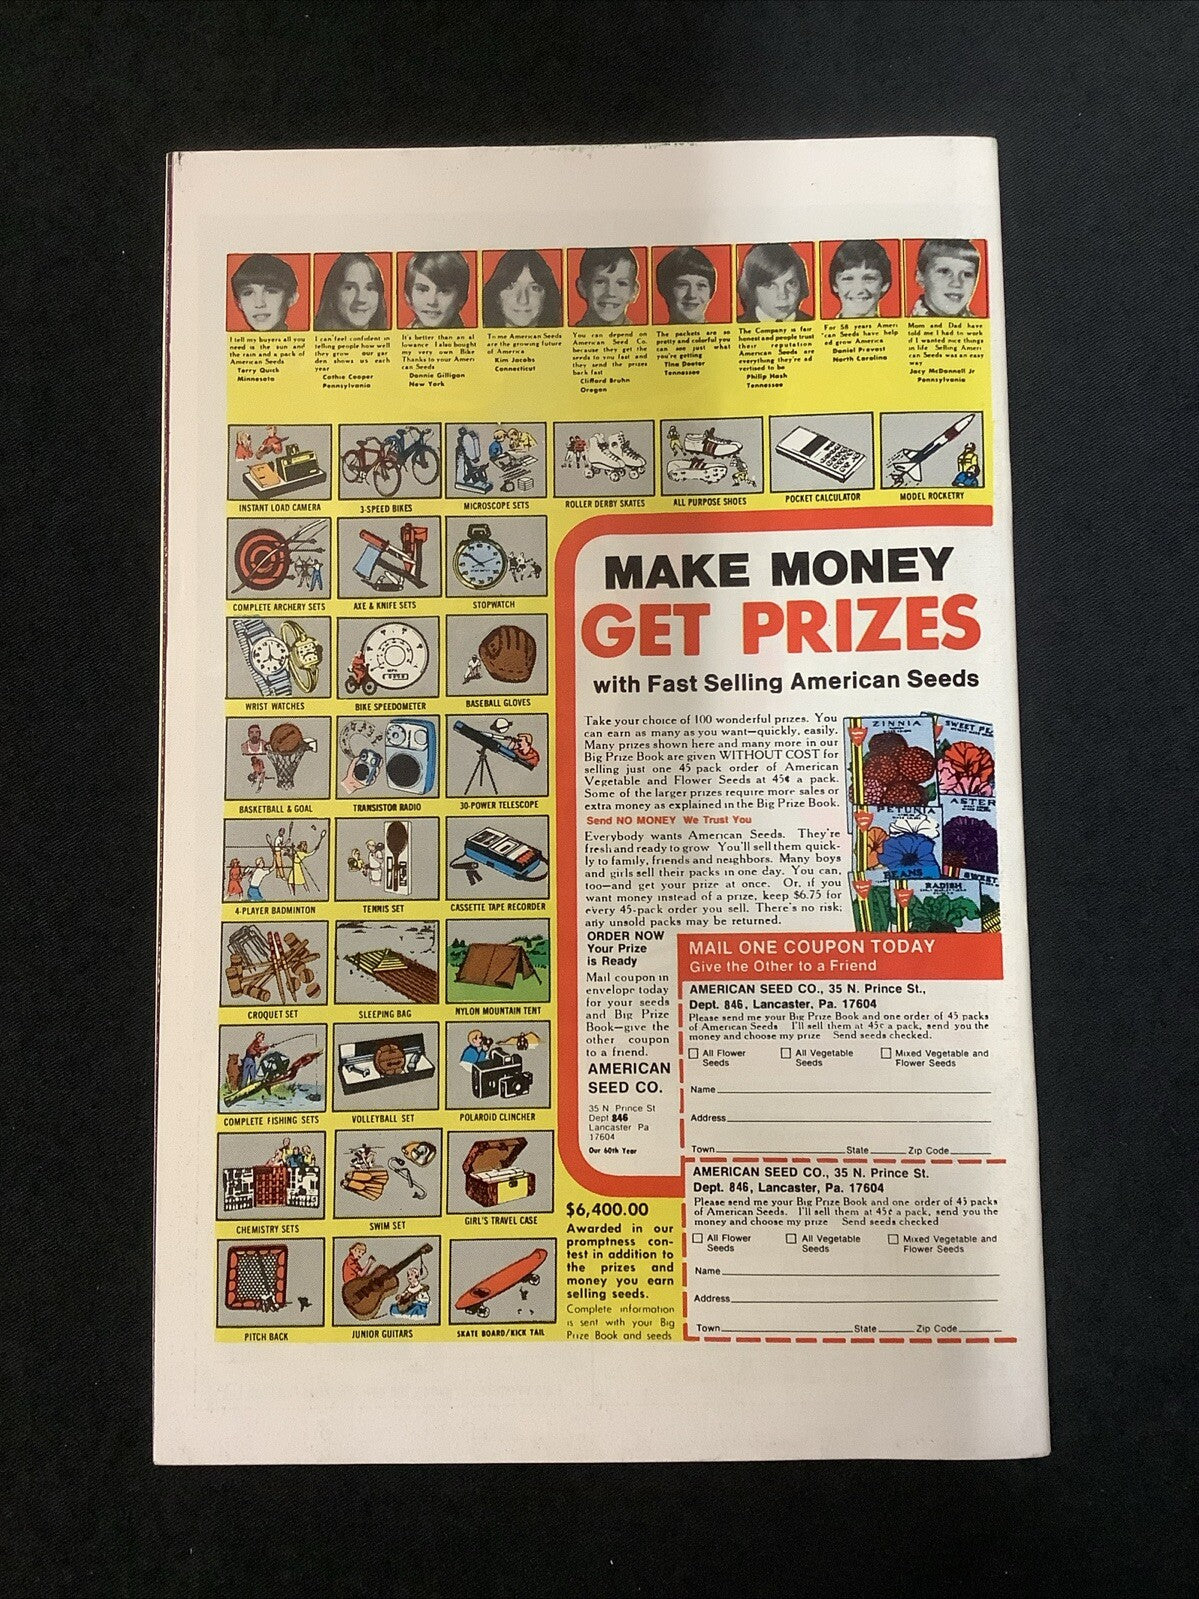 I tell my buyers all you
need is the sun and
the rain and a pack of
American Seeds
Terry Quick
Minnesota
I can feel confident in
telling people how well
they grow our gar
den shows us each
year
Cathie Cooper
Pennsylvania
It's better than an al
lowance I also bought
my very own Bike
Thanks to your Ameri
can Seeds
Donnie Gilligan
New York
To me American Seeds
are the growing future of
America
Kim Jacobs
Connecticut
You can depend on
American Seed Co.
because they get the
seeds to you fast and
they send the prizes
back fast
Clifford Bruhn
Oregon
The packets are so
pretty and colorful you
can see just what
you're getting
Tina Deeter
Tennessee
The Company is fair
honest and people trust
their reputation
American Seeds are
everything they're ad
vertised to be
Philip Hash
Tennessee
For 58 years Ameri
can Seeds have help
ed grow America
Daniel Provost
North Carolina
Mom and Dad have
told me I had to work
if I wanted nice things
in life Selling Ameri
can Seeds was an easy
way
Jacy McDonnell Jr
Pennsylvania
INSTANT LOAD CAMERA
3-SPEED BIKES
MICROSCOPE SETS
ROLLER DERBY SKATES
ALL PURPOSE SHOES
POCKET CALCULATOR
MODEL ROCKETRY
COMPLETE ARCHERY SETS
AXE & KNIFE SETS
STOPWATCH
WRIST WATCHES
BIKE SPEEDOMETER
BASEBALL GLOVES
BASKETBALL & GOAL
TRANSISTOR RADIO
30-POWER TELESCOPE
4-PLAYER BADMINTON
TENNIS SET
CASSETTE TAPE RECORDER
CROQUET SET
SLEEPING BAG
NYLON MOUNTAIN TENT
COMPLETE FISHING SETS
VOLLEYBALL SET
POLAROID CLINCHER
CHEMISTRY SETS
SWIM SET
GIRL'S TRAVEL CASE
PITCH BACK
JUNIOR GUITARS
SKATE BOARD/KICK TAIL
MAKE MONEY
GET PRIZES
with Fast Selling American Seeds
Take your choice of 100 wonderful prizes. You
can earn as many as you want—quickly, easily.
Many prizes shown here and many more in our
Big Prize Book are given WITHOUT COST for
selling just one 45 pack order of American
Vegetable and Flower Seeds at 45¢ a pack.
Some of the larger prizes require more sales or
extra money as explained in the Big Prize Book.
Send NO MONEY We Trust You
Everybody wants American Seeds. They're
fresh and ready to grow You'll sell them quick-
ly to family, friends and neighbors. Many boys
and girls sell their packs in one day. You can,
too—and get your prize at once. Or, if you
want money instead of a prize, keep $6.75 for
every 45-pack order you sell. There's no risk;
any unsold packs may be returned.
ZINNIA
SWEET PE
PETUNIA
ASTER
BEANS
RADISH
SWEET
ORDER NOW
Your Prize
is Ready
Mail coupon in
envelope today
for your seeds
and Big Prize
Book—give the
other coupon
to a friend.
AMERICAN
SEED CO.
35 N Prince St
Dept 846
Lancaster Pa
17604
Our 60th Year
$6,400.00
Awarded in our
promptness con-
test in addition to
the prizes and
money you earn
selling seeds.
Complete information
is sent with your Big
Prize Book and seeds
MAIL ONE COUPON TODAY
Give the Other to a Friend
AMERICAN SEED CO., 35 N. Prince St.,
Dept. 846, Lancaster, Pa. 17604
Please send me your Big Prize Book and one order of 45 packs
of American Seeds I'll sell them at 45¢ a pack, send you the
money and choose my prize Send seeds checked.
All Flower Seeds
All Vegetable Seeds
Mixed Vegetable and Flower Seeds
Name
Address
Town State Zip Code
AMERICAN SEED CO., 35 N. Prince St.
Dept. 846, Lancaster, Pa. 17604
Please send me your Big Prize Book and one order of 45 packs
of American Seeds. I'll sell them at 45¢ a pack, send you the
money and choose my prize Send seeds checked
All Flower Seeds
All Vegetable Seeds
Mixed Vegetable and Flower Seeds
Name
Address
Town State Zip Code